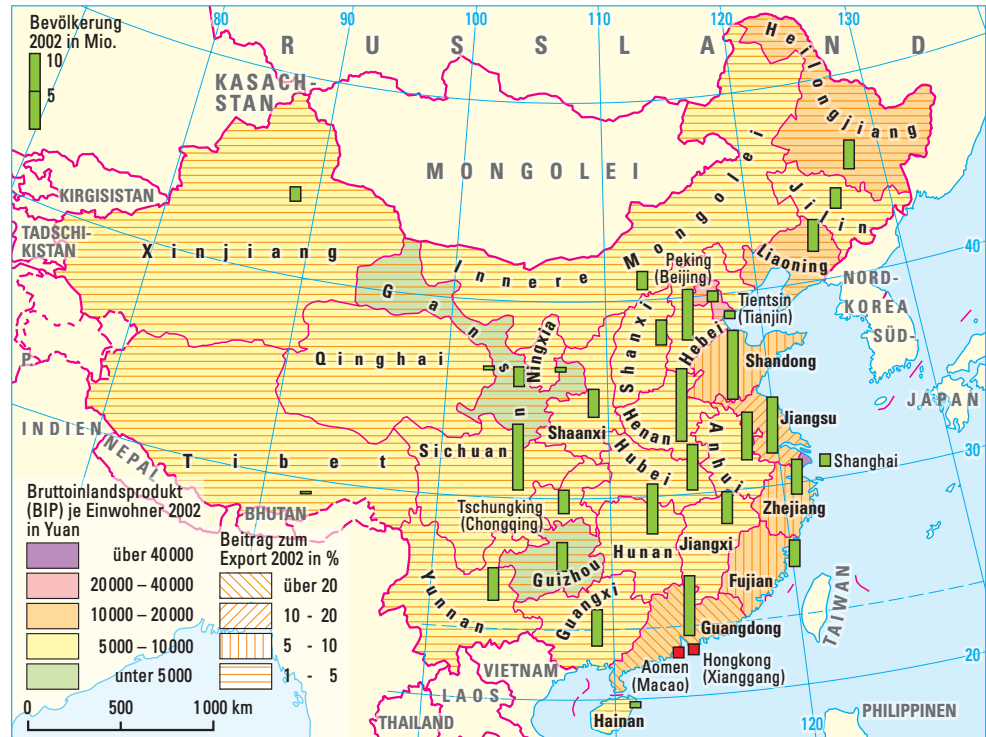 Bevölkerung
2002 in Mio.
10
5
80
90
100
110
120
130
RUSSLAND
KASACH-
STAN
MONGOLEI
KIRGISISTAN
TADSCHI-
KISTAN
P.
INDIEN
NEPAL
BHUTAN
Heilongjiang
Jilin
Liaoning
Innere Mongolei
Xinjiang
Gansu
Qinghai
Ningxia
Shanxi
Hebei
Peking
(Beijing)
Tientsin
(Tianjin)
NORD-
KOREA
SÜD-
JAPAN
40
Shandong
Shaanxi
Henan
Jiangsu
Anhui
Hubei
Sichuan
Tibet
Shanghai
30
Tschungking
(Chongqing)
Zhejiang
Hunan
Jiangxi
Guizhou
Fujian
Yunnan
Guangxi
Guangdong
TAIWAN
Aomen
(Macao)
Hongkong
(Xianggang)
20
VIETNAM
LAOS
THAILAND
Hainan
PHILIPPINEN
120
Bruttoinlandsprodukt
(BIP) je Einwohner 2002
in Yuan
über 40000
20000 – 40000
10000 – 20000
5000 – 10000
unter 5000
Beitrag zum
Export 2002 in %
über 20
10 - 20
5 - 10
1 - 5
0 500 1000 km